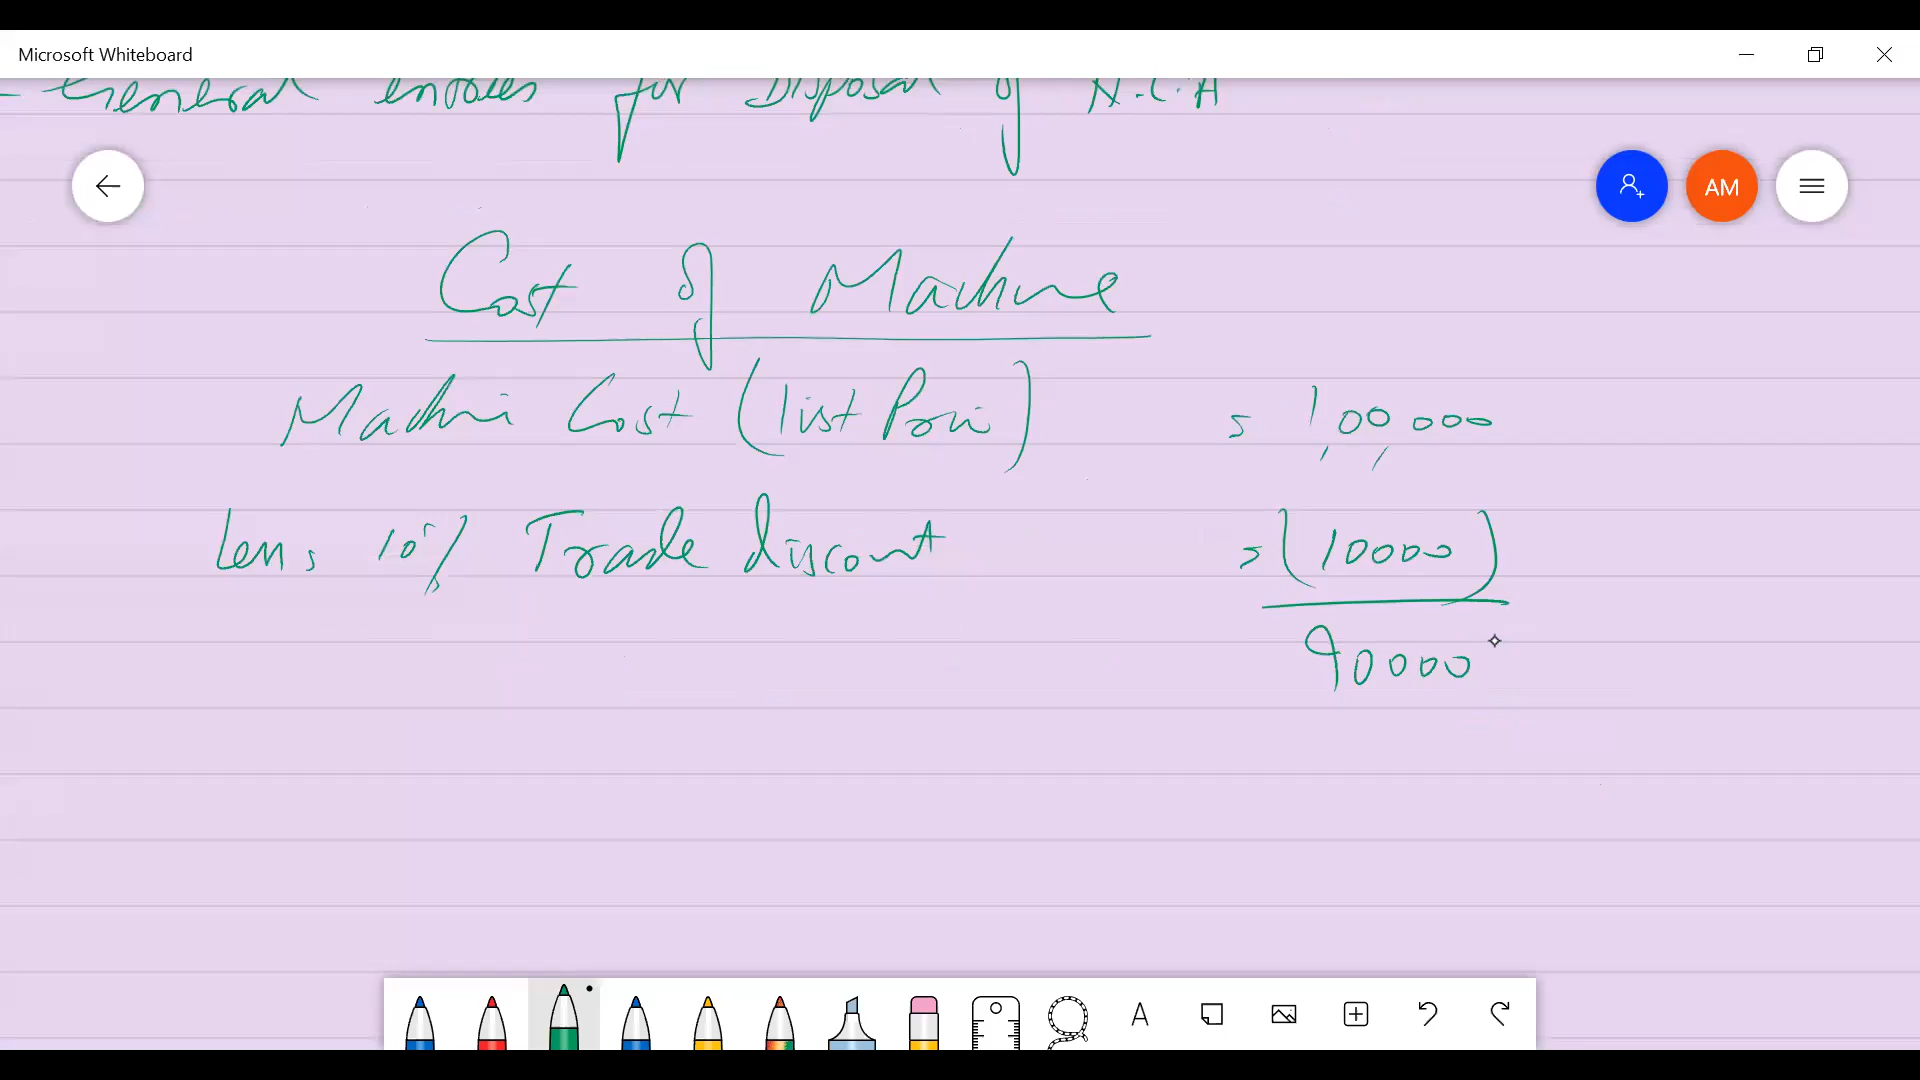 Microsoft Whiteboard
- General entries for Disposal of N.C.A
AM
Cost of Machine
Machine Cost (list Price) = 1,00,000
Less, 10% Trade discount = (10000)
90000
A